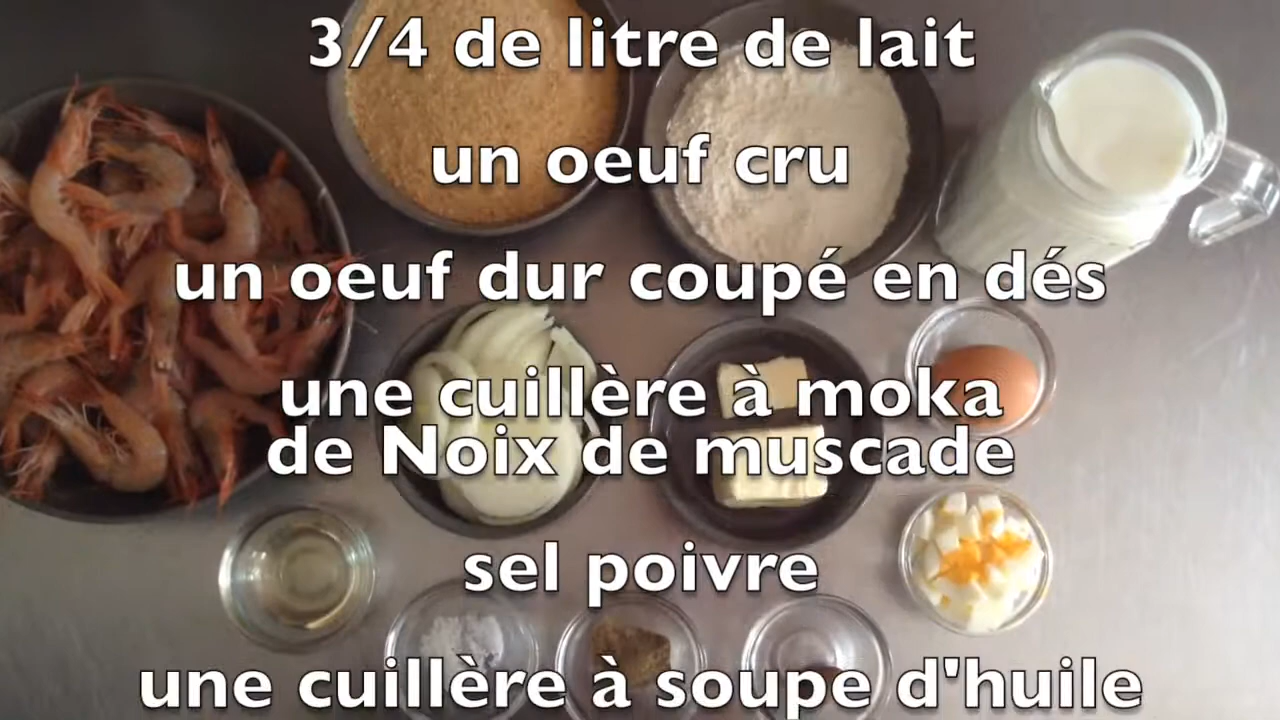 3/4 de litre de lait
un oeuf cru
un oeuf dur coupé en dés
une cuillère à moka
de Noix de muscade
sel poivre
une cuillère à soupe d'huile